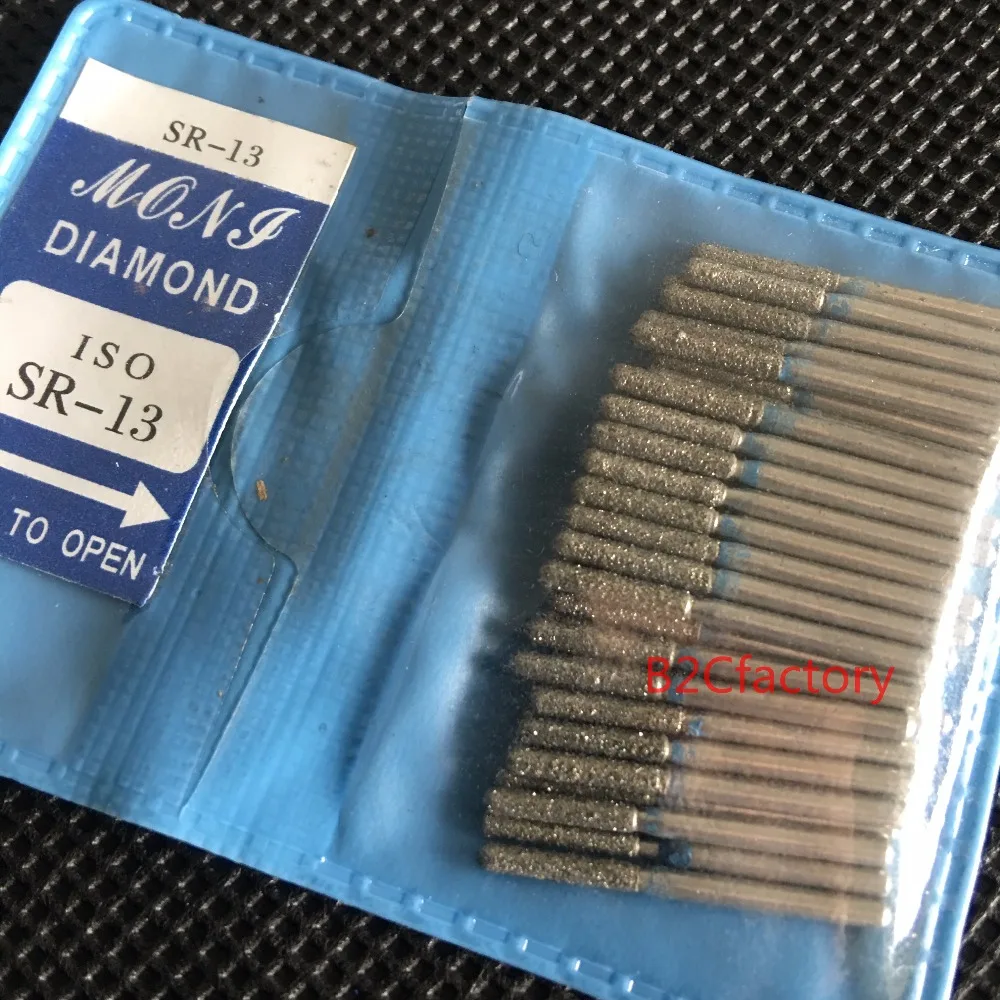 SR-13
MONI
DIAMOND
ISO
SR-13
TO OPEN
B2Cfactory